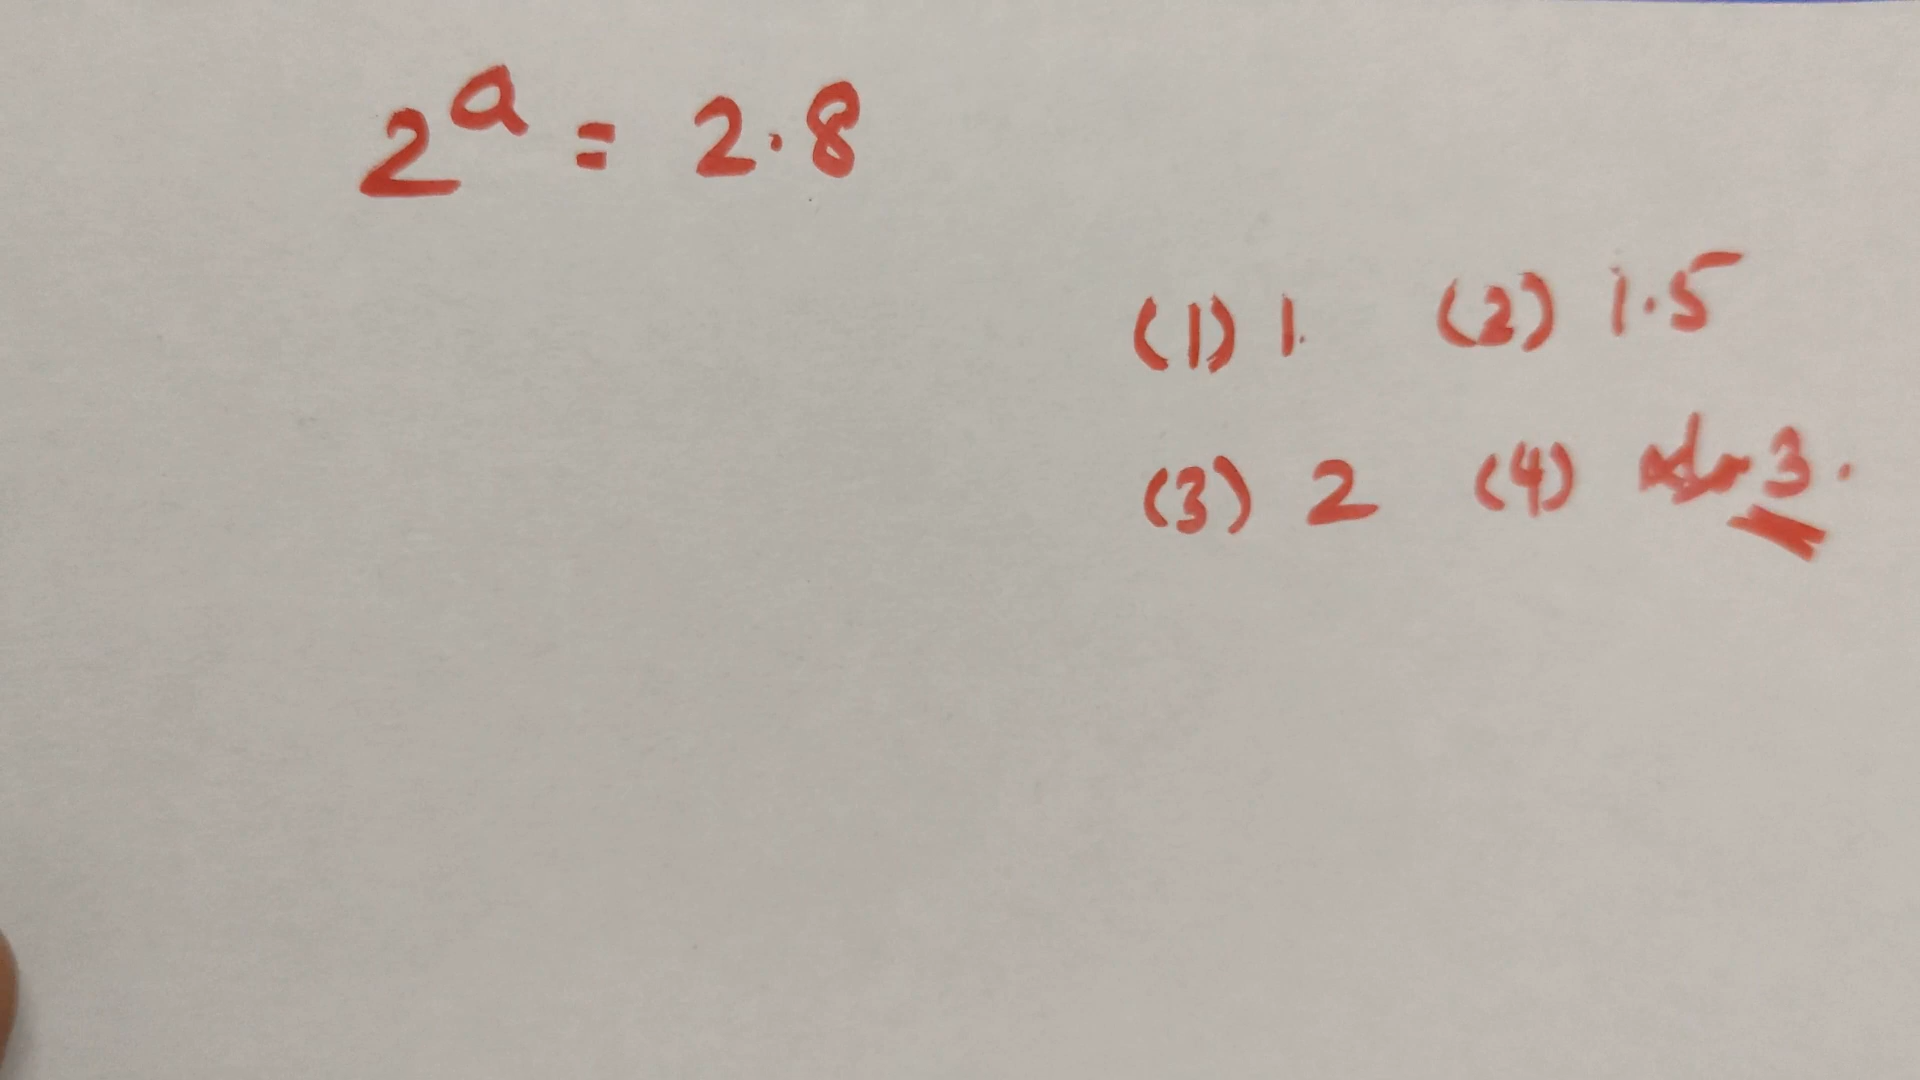 2^a = 2.8
(1) 1. (2) 1.5
(3) 2 (4) 3.